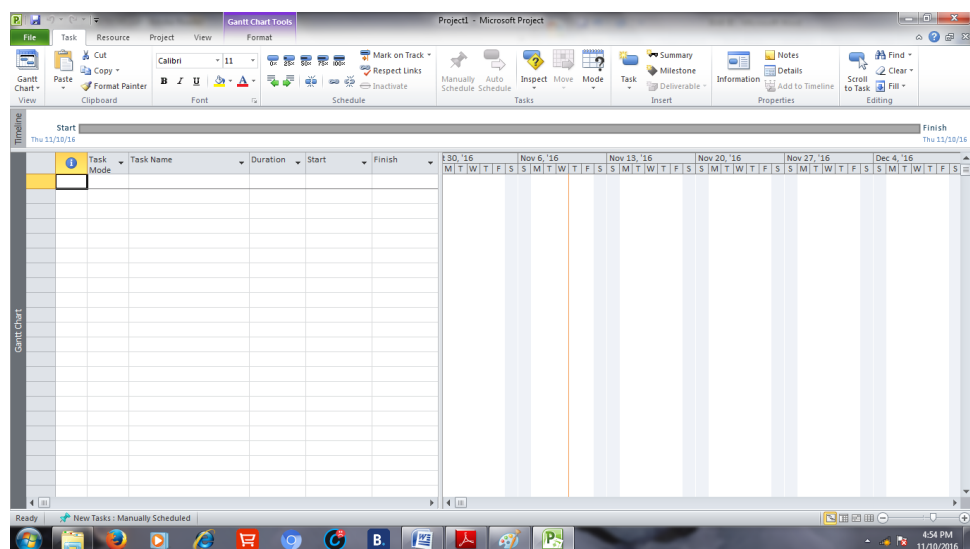 Gantt Chart Tools
Project1 - Microsoft Project
File Task Resource Project View Format
Gantt Chart
View
Paste
Cut
Copy
Format Painter
Clipboard
Calibri 11
B I U A
Font
0% 25% 50% 75% 100%
Mark on Track
Respect Links
Inactivate
Schedule
Manually Schedule
Auto Schedule
Inspect
Move
Mode
Tasks
Task
Summary
Milestone
Deliverable
Insert
Information
Notes
Details
Add to Timeline
Properties
Scroll to Task
Find
Clear
Fill
Editing
Timeline
Start
Thu 11/10/16
Finish
Thu 11/10/16
Task Mode
Task Name
Duration
Start
Finish
t 30, '16 Nov 6, '16 Nov 13, '16 Nov 20, '16 Nov 27, '16 Dec 4, '16
M T W T F S S M T W T F S S M T W T F S S M T W T F S S M T W T F S S M T W T F S
Gantt Chart
Ready New Tasks : Manually Scheduled
B.
4:54 PM
11/10/2016